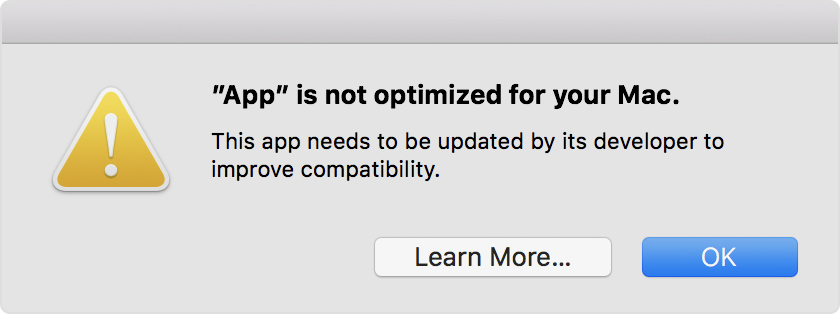 ”App” is not optimized for your Mac.
This app needs to be updated by its developer to
improve compatibility.
Learn More...
OK